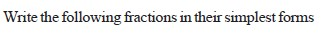 Write the following fractions in their simplest forms